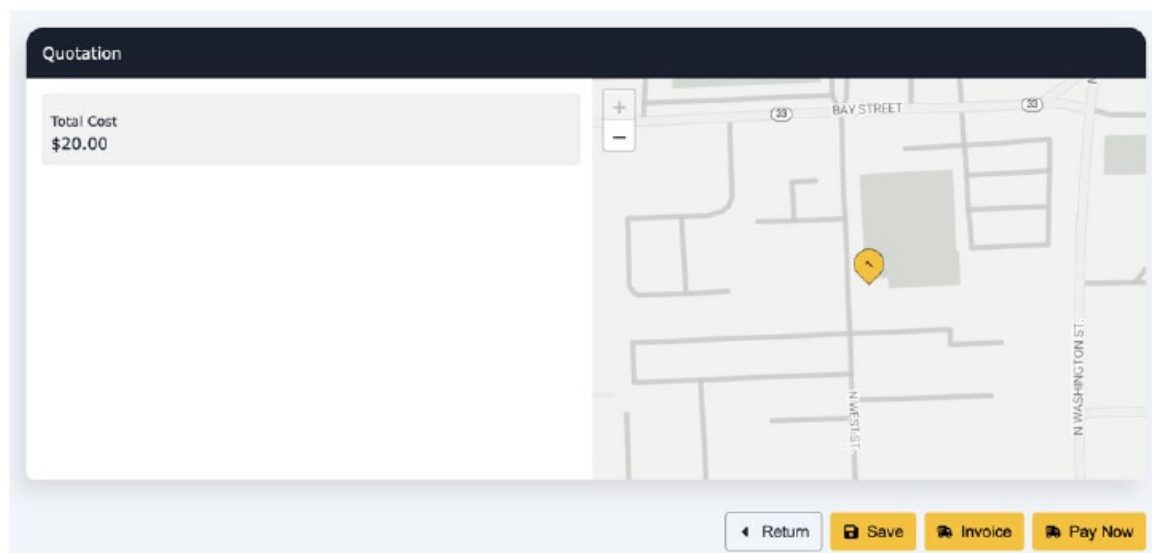 Quotation
Total Cost
$20.00
+
−
33
BAY STREET
33
N WEST ST
N WASHINGTON ST
Return
Save
Invoice
Pay Now